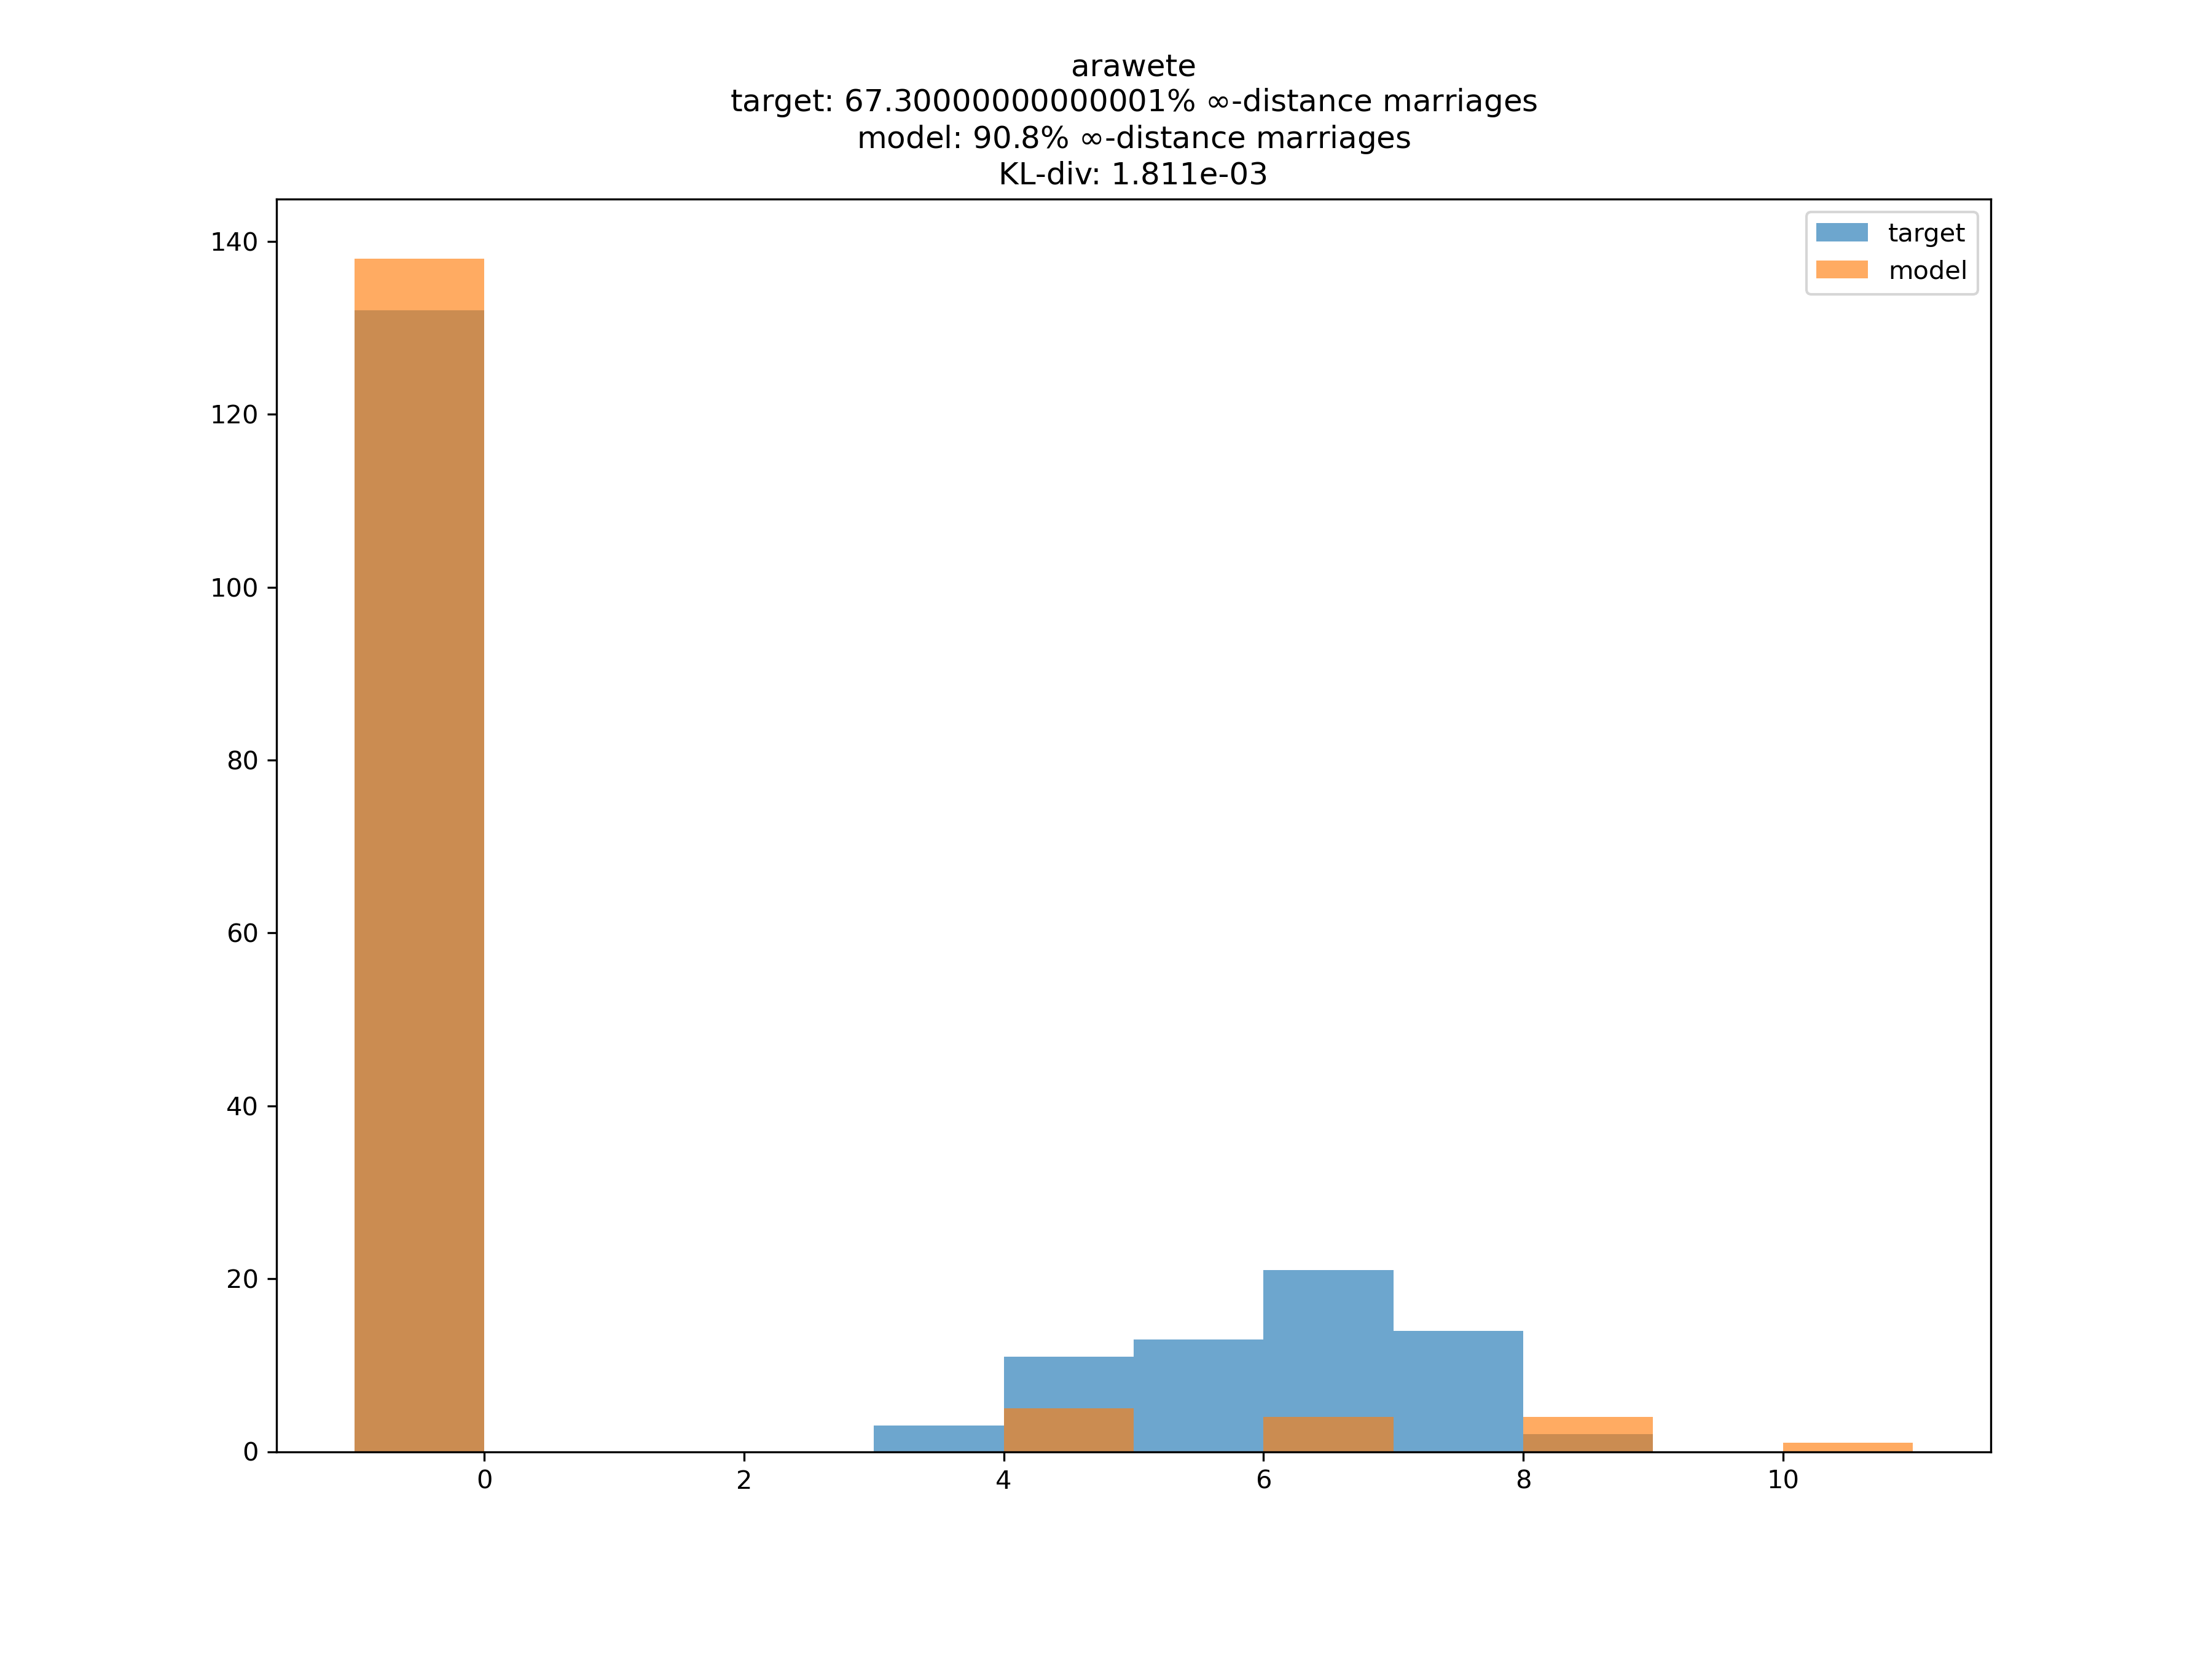 arawete
target: 67.30000000000001% ∞-distance marriages
model: 90.8% ∞-distance marriages
KL-div: 1.811e-03
target
model
140
120
100
80
60
40
20
0
0 2 4 6 8 10